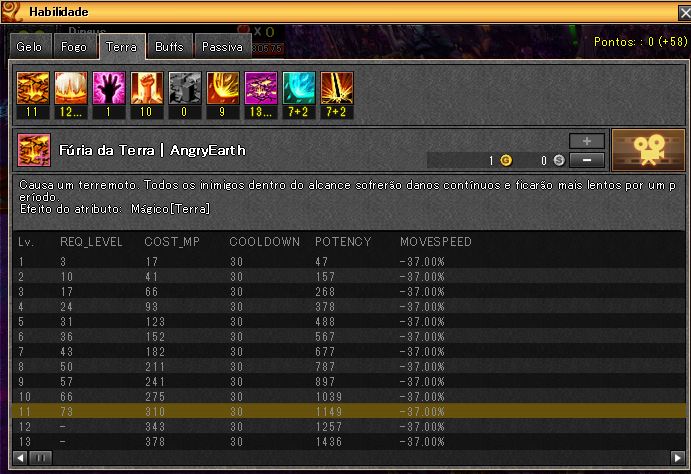 Habilidade
x 0
80575
Gelo Fogo Terra Buffs Passiva
Pontos: : 0 (+58)
11 12... 1 10 0 9 13... 7+2 7+2
Fúria da Terra | AngryEarth
1 G 0 S
Causa um terremoto. Todos os inimigos dentro do alcance sofrerão danos contínuos e ficarão mais lentos por um p
eríodo.
Efeito do atributo: Mágico[Terra]
Lv. REQ_LEVEL COST_MP COOLDOWN POTENCY MOVESPEED
1 3 17 30 47 -37.00%
2 10 41 30 157 -37.00%
3 17 66 30 268 -37.00%
4 24 93 30 378 -37.00%
5 31 123 30 488 -37.00%
6 36 152 30 567 -37.00%
7 43 182 30 677 -37.00%
8 50 211 30 787 -37.00%
9 57 241 30 897 -37.00%
10 66 275 30 1039 -37.00%
11 73 310 30 1149 -37.00%
12 - 343 30 1257 -37.00%
13 - 378 30 1436 -37.00%